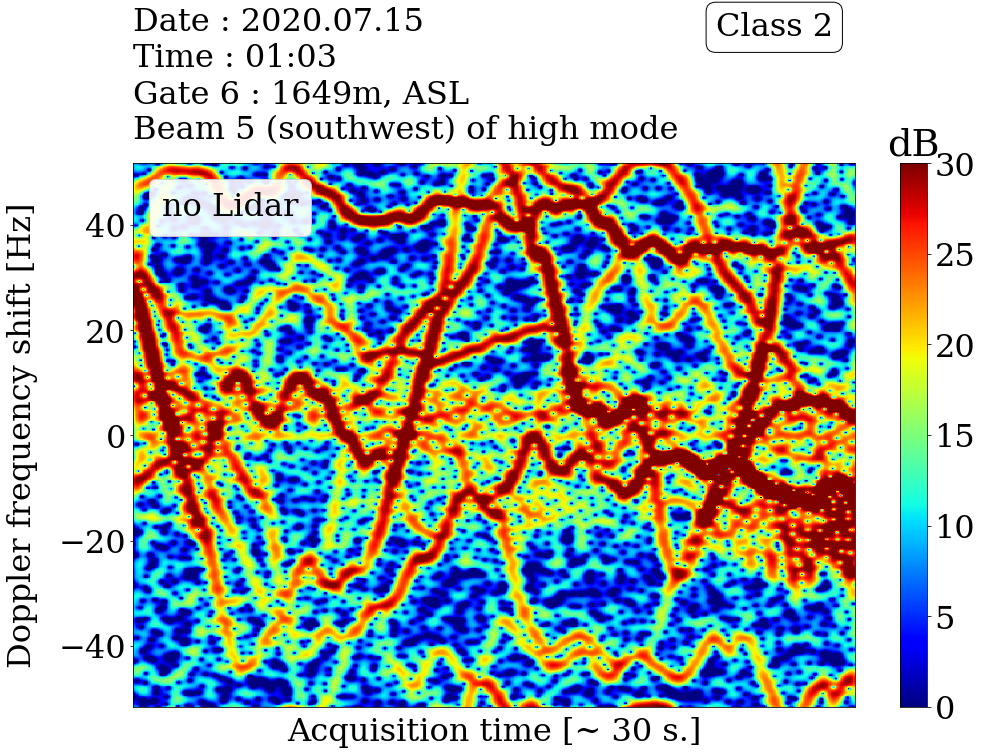 Date : 2020.07.15
Class 2
Time : 01:03
Gate 6 : 1649m, ASL
Beam 5 (southwest) of high mode
dB
no Lidar
Doppler frequency shift [Hz]
40
20
0
−20
−40
30
25
20
15
10
5
0
Acquisition time [~ 30 s.]